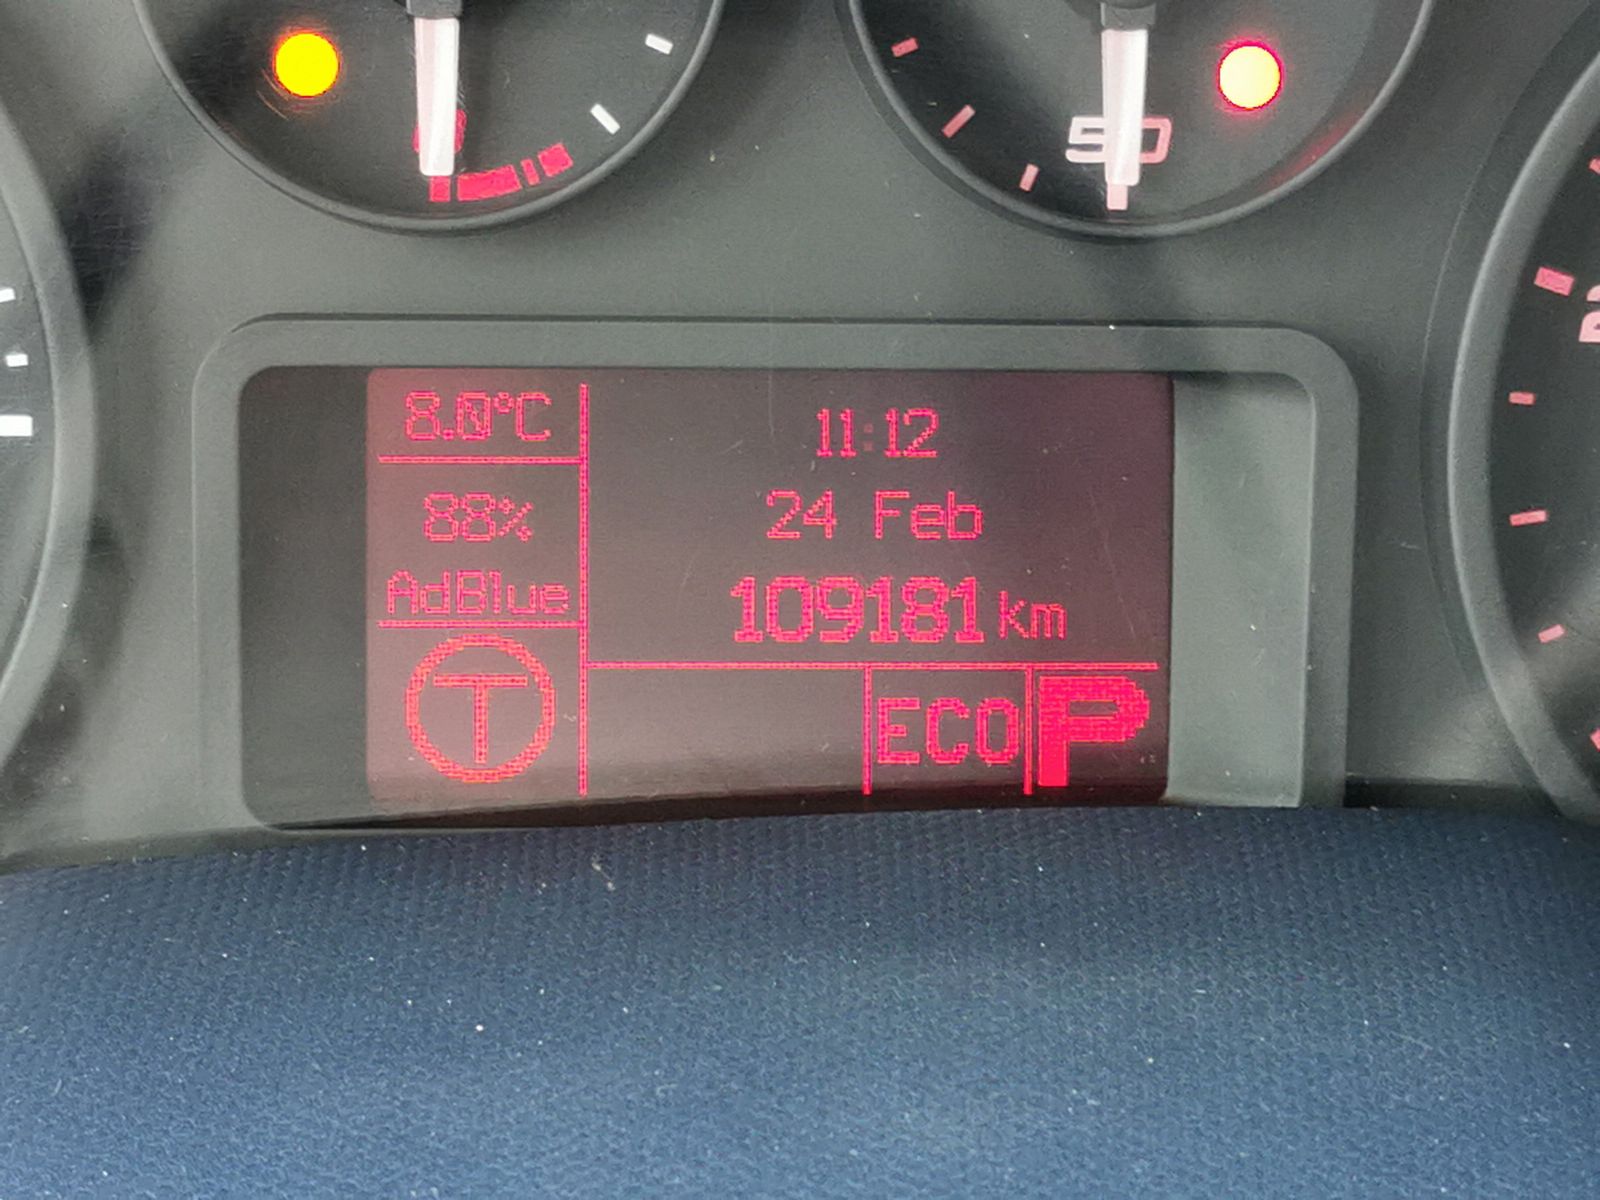 50
8.0°C
11:12
88%
24 Feb
AdBlue
109181 km
T
ECO
P